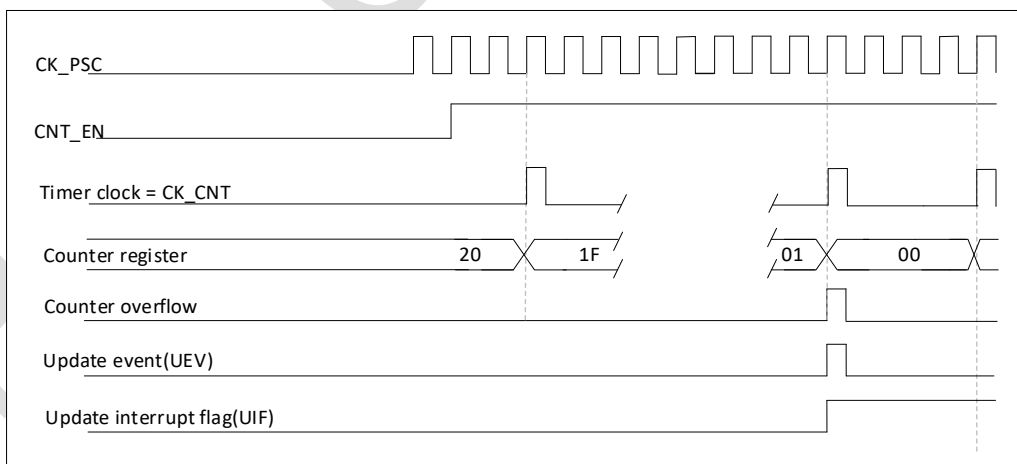 CK_PSC
CNT_EN
Timer clock = CK_CNT
Counter register 20 1F 01 00
Counter overflow
Update event(UEV)
Update interrupt flag(UIF)